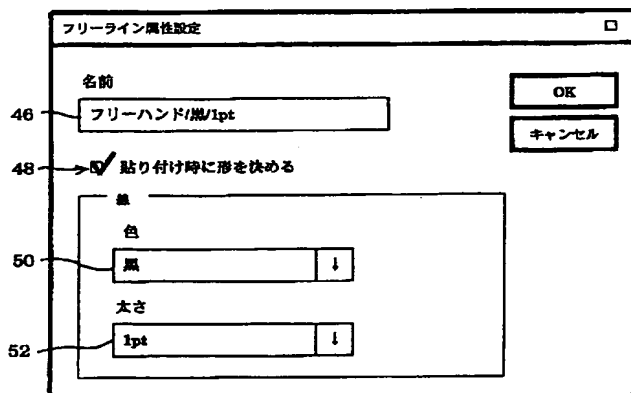 フリーライン属性設定
名前
46
フリーハンド/黒/1pt
OK
キャンセル
48
貼り付け時に形を決める
線
色
50
黒
↓
太さ
52
1pt
↓